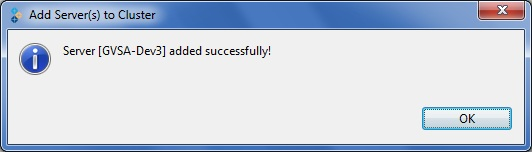 Add Server(s) to Cluster
Server [GVSA-Dev3] added successfully!
OK